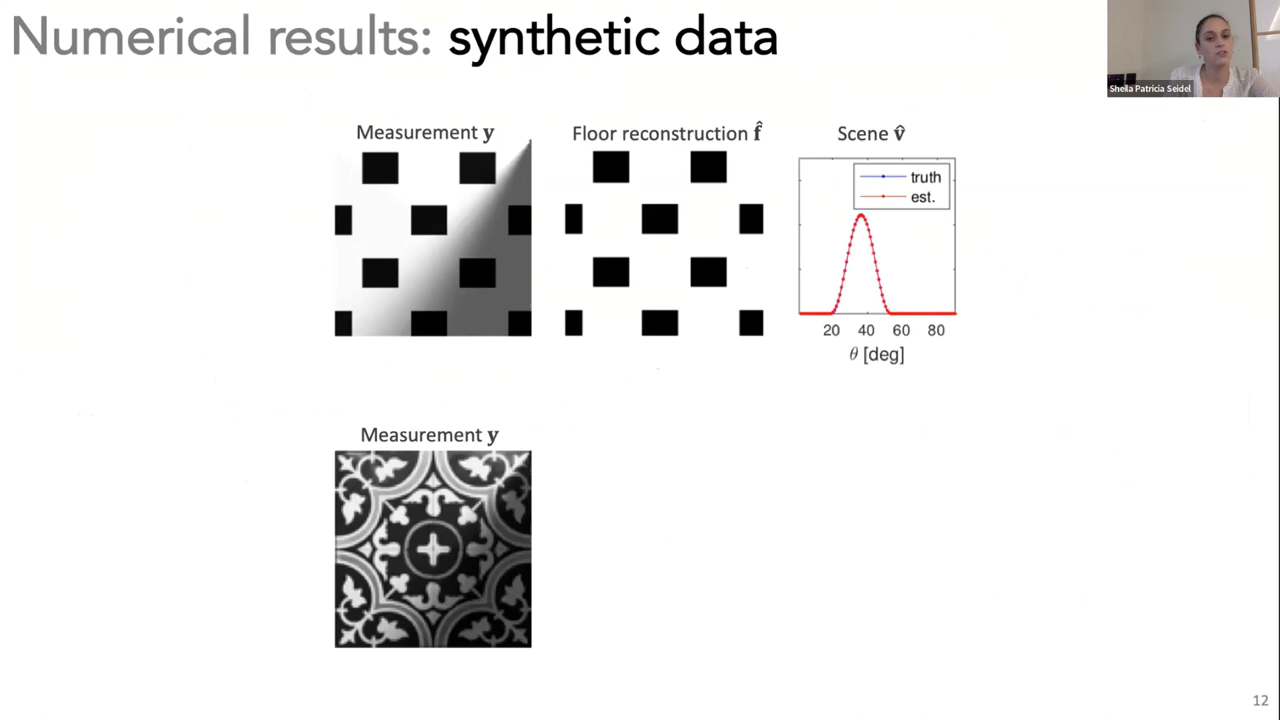 Numerical results: synthetic data
Sheila Patricia Seidel
Measurement y
Floor reconstruction f̂
Scene v̂
truth
est.
20 40 60 80
θ [deg]
Measurement y
12